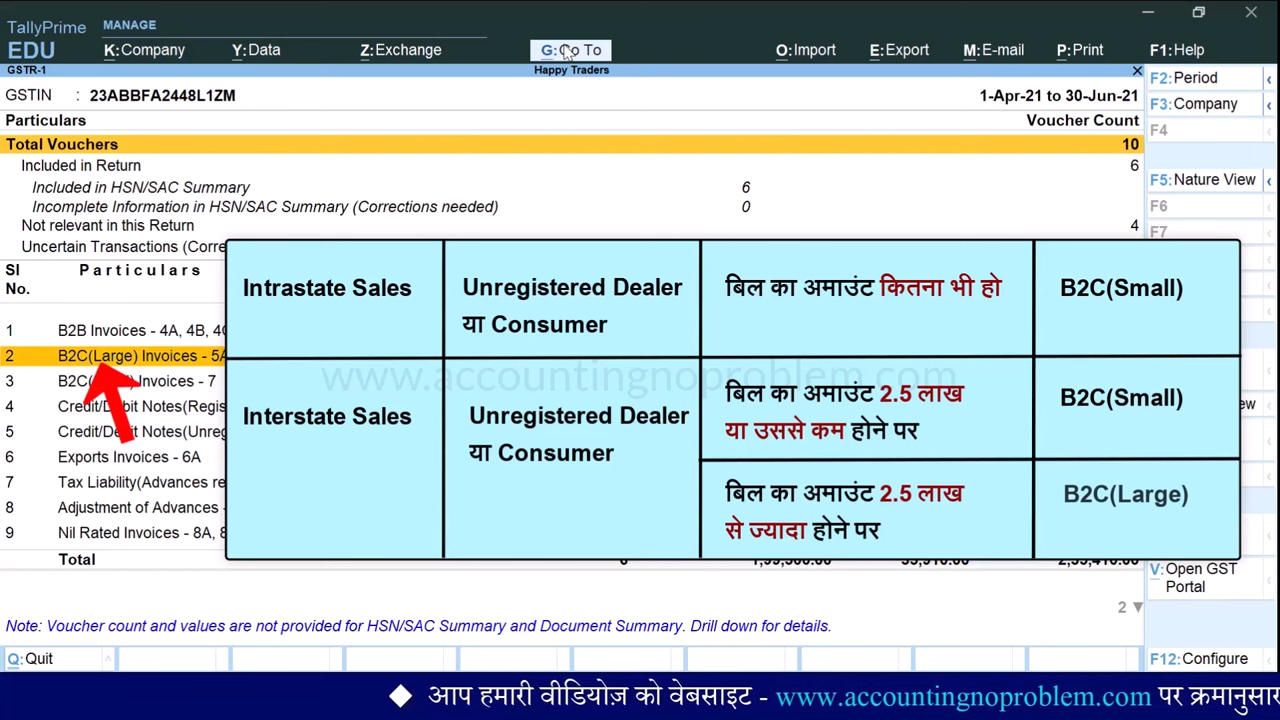 TallyPrime
MANAGE
EDU
K:Company
Y:Data
Z:Exchange
G:Go To
O:Import
E:Export
M:E-mail
P:Print
F1:Help
GSTR-1
Happy Traders
GSTIN : 23ABBFA2448L1ZM
1-Apr-21 to 30-Jun-21
Particulars
Voucher Count
Total Vouchers 10
Included in Return 6
Included in HSN/SAC Summary 6
Incomplete Information in HSN/SAC Summary (Corrections needed) 0
Not relevant in this Return 4
Uncertain Transactions (Corre
Sl
No.
Particulars
1 B2B Invoices - 4A, 4B, 4C
2 B2C(Large) Invoices - 5A
3 Invoices - 7
4 Credit/Debit Notes(Regis
5 Credit/Debit Notes(Unreg
6 Exports Invoices - 6A
7 Tax Liability(Advances re
8 Adjustment of Advances -
9 Nil Rated Invoices - 8A, 8
Total
Intrastate Sales
Unregistered Dealer
या Consumer
बिल का अमाउंट कितना भी हो
B2C(Small)
Interstate Sales
Unregistered Dealer
या Consumer
बिल का अमाउंट 2.5 लाख
या उससे कम होने पर
B2C(Small)
बिल का अमाउंट 2.5 लाख
से ज्यादा होने पर
B2C(Large)
www.accountingnoproblem.com
F2:Period
F3:Company
F4
F5:Nature View
F6
F7
ew
V:Open GST
Portal
2 ▼
Note: Voucher count and values are not provided for HSN/SAC Summary and Document Summary. Drill down for details.
Q:Quit
F12:Configure
◆ आप हमारी वीडियोज़ को वेबसाइट - www.accountingnoproblem.com पर क्रमानुसार